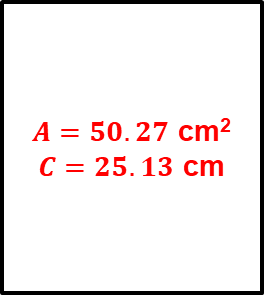 A = 50.27 cm²
C = 25.13 cm